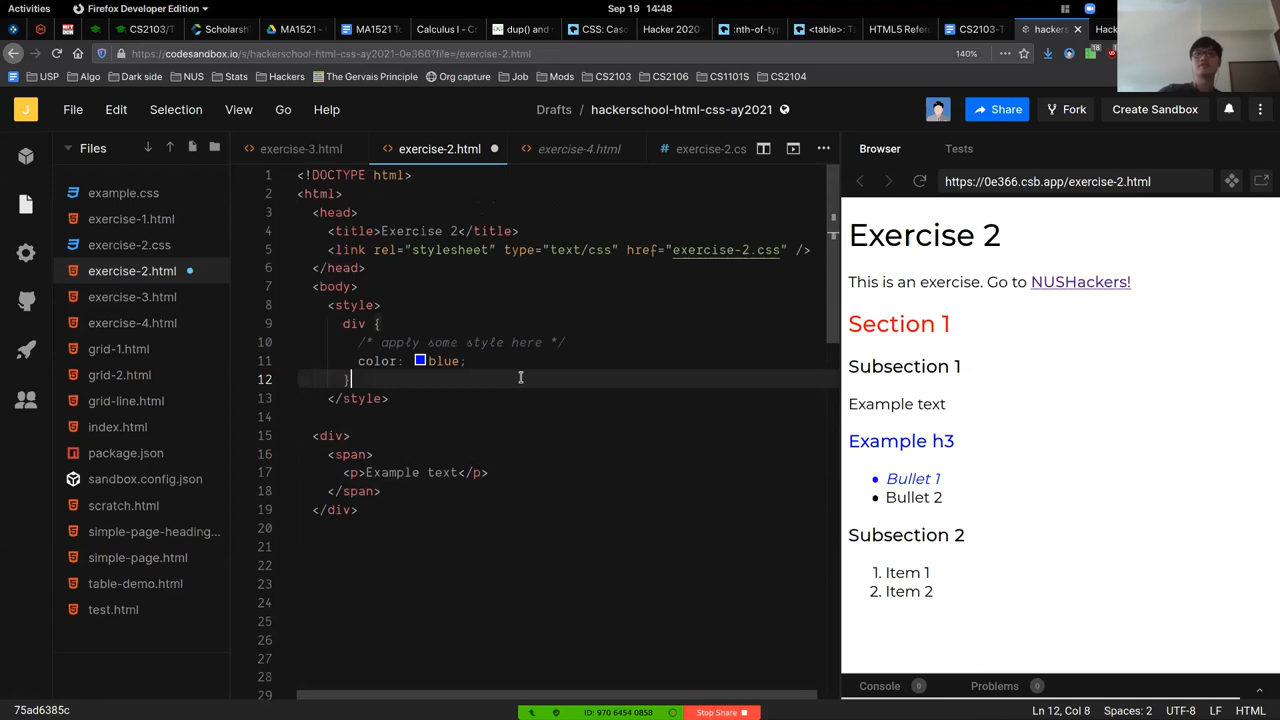 Activities
Firefox Developer Edition
Sep 19 14:48
CS2103/T
Scholarsh
MA1521 -
MA1521 To
Calculus I - C
dup() and
CSS: Casc
Hacker 2020 -
:nth-of-type
<table>: T
HTML5 Refer
CS2103-T
hackers
https://codesandbox.io/s/hackerschool-html-css-ay2021-0e366?file=/exercise-2.html
140%
USP
Algo
Dark side
NUS
Stats
Hackers
The Gervais Principle
Org capture
Job
Mods
CS2103
CS2106
CS1101S
CS2104
J
File
Edit
Selection
View
Go
Help
Drafts / hackerschool-html-css-ay2021
Share
Fork
Create Sandbox
Files
example.css
exercise-1.html
exercise-2.css
exercise-2.html
exercise-3.html
exercise-4.html
grid-1.html
grid-2.html
grid-line.html
index.html
package.json
sandbox.config.json
scratch.html
simple-page-heading...
simple-page.html
table-demo.html
test.html
exercise-3.html
exercise-2.html
exercise-4.html
exercise-2.cs
1 <!DOCTYPE html>
2 <html>
3 <head>
4 <title>Exercise 2</title>
5 <link rel="stylesheet" type="text/css" href="exercise-2.css" />
6 </head>
7 <body>
8 <style>
9 div {
10 /* apply some style here */
11 color: blue;
12 }
13 </style>
14
15 <div>
16 <span>
17 <p>Example text</p>
18 </span>
19 </div>
20
21
22
23
24
25
26
27
28
29
Browser
Tests
https://0e366.csb.app/exercise-2.html
Exercise 2
This is an exercise. Go to NUSHackers!
Section 1
Subsection 1
Example text
Example h3
Bullet 1
Bullet 2
Subsection 2
1. Item 1
2. Item 2
Console 0
Problems 0
75ad6385c
ID: 970 6454 0858
Stop Share
Ln 12, Col 8
Spaces: 2
UTF-8
LF
HTML